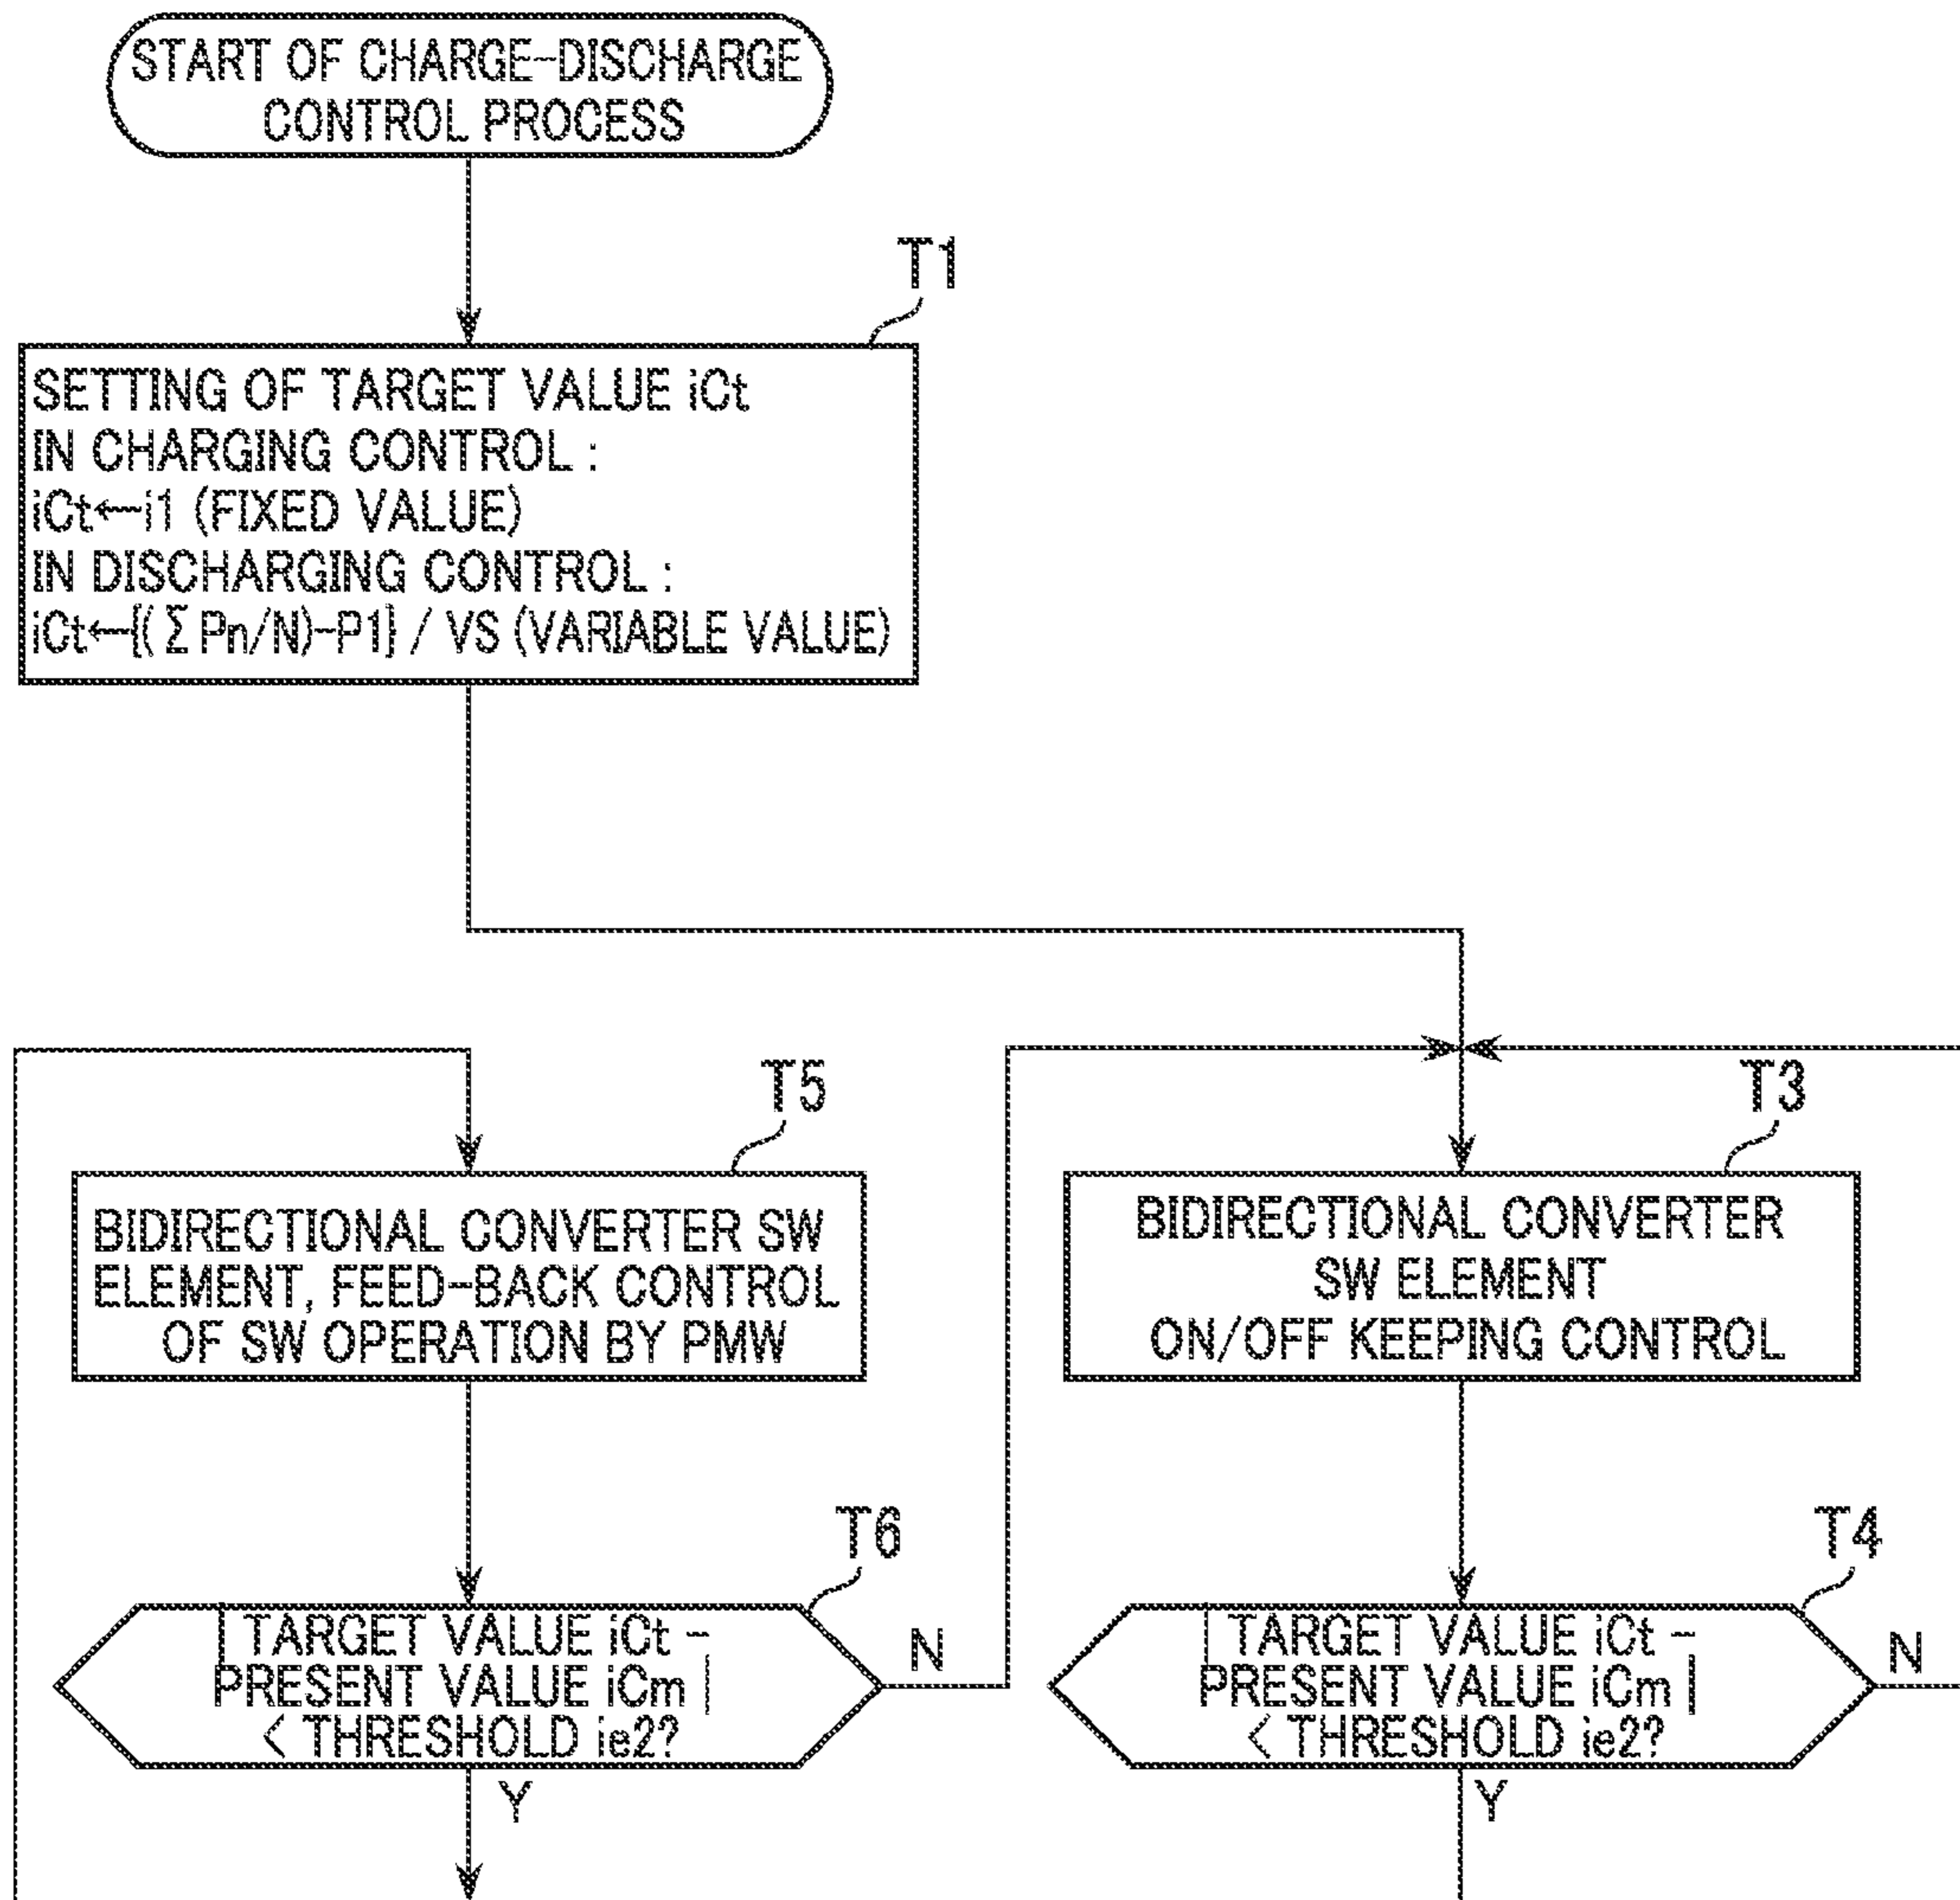 START OF CHARGE-DISCHARGE
CONTROL PROCESS
T1
SETTING OF TARGET VALUE iCt
IN CHARGING CONTROL :
iCt←i1 (FIXED VALUE)
IN DISCHARGING CONTROL :
iCt←{(ΣPn/N)-P1} / VS (VARIABLE VALUE)
T5
BIDIRECTIONAL CONVERTER SW
ELEMENT, FEED-BACK CONTROL
OF SW OPERATION BY PMW
T3
BIDIRECTIONAL CONVERTER
SW ELEMENT
ON/OFF KEEPING CONTROL
T6
| TARGET VALUE iCt -
PRESENT VALUE iCm |
< THRESHOLD ie2?
N
Y
T4
| TARGET VALUE iCt -
PRESENT VALUE iCm |
< THRESHOLD ie2?
N
Y